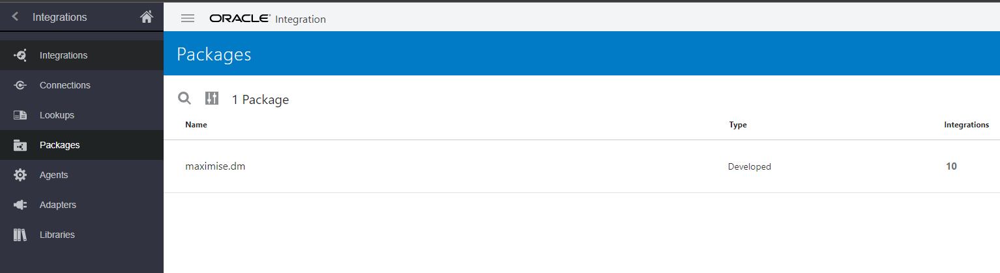 Integrations
ORACLE Integration
Packages
Integrations
Connections
Lookups
Packages
Agents
Adapters
Libraries
1 Package
Name Type Integrations
maximise.dm Developed 10